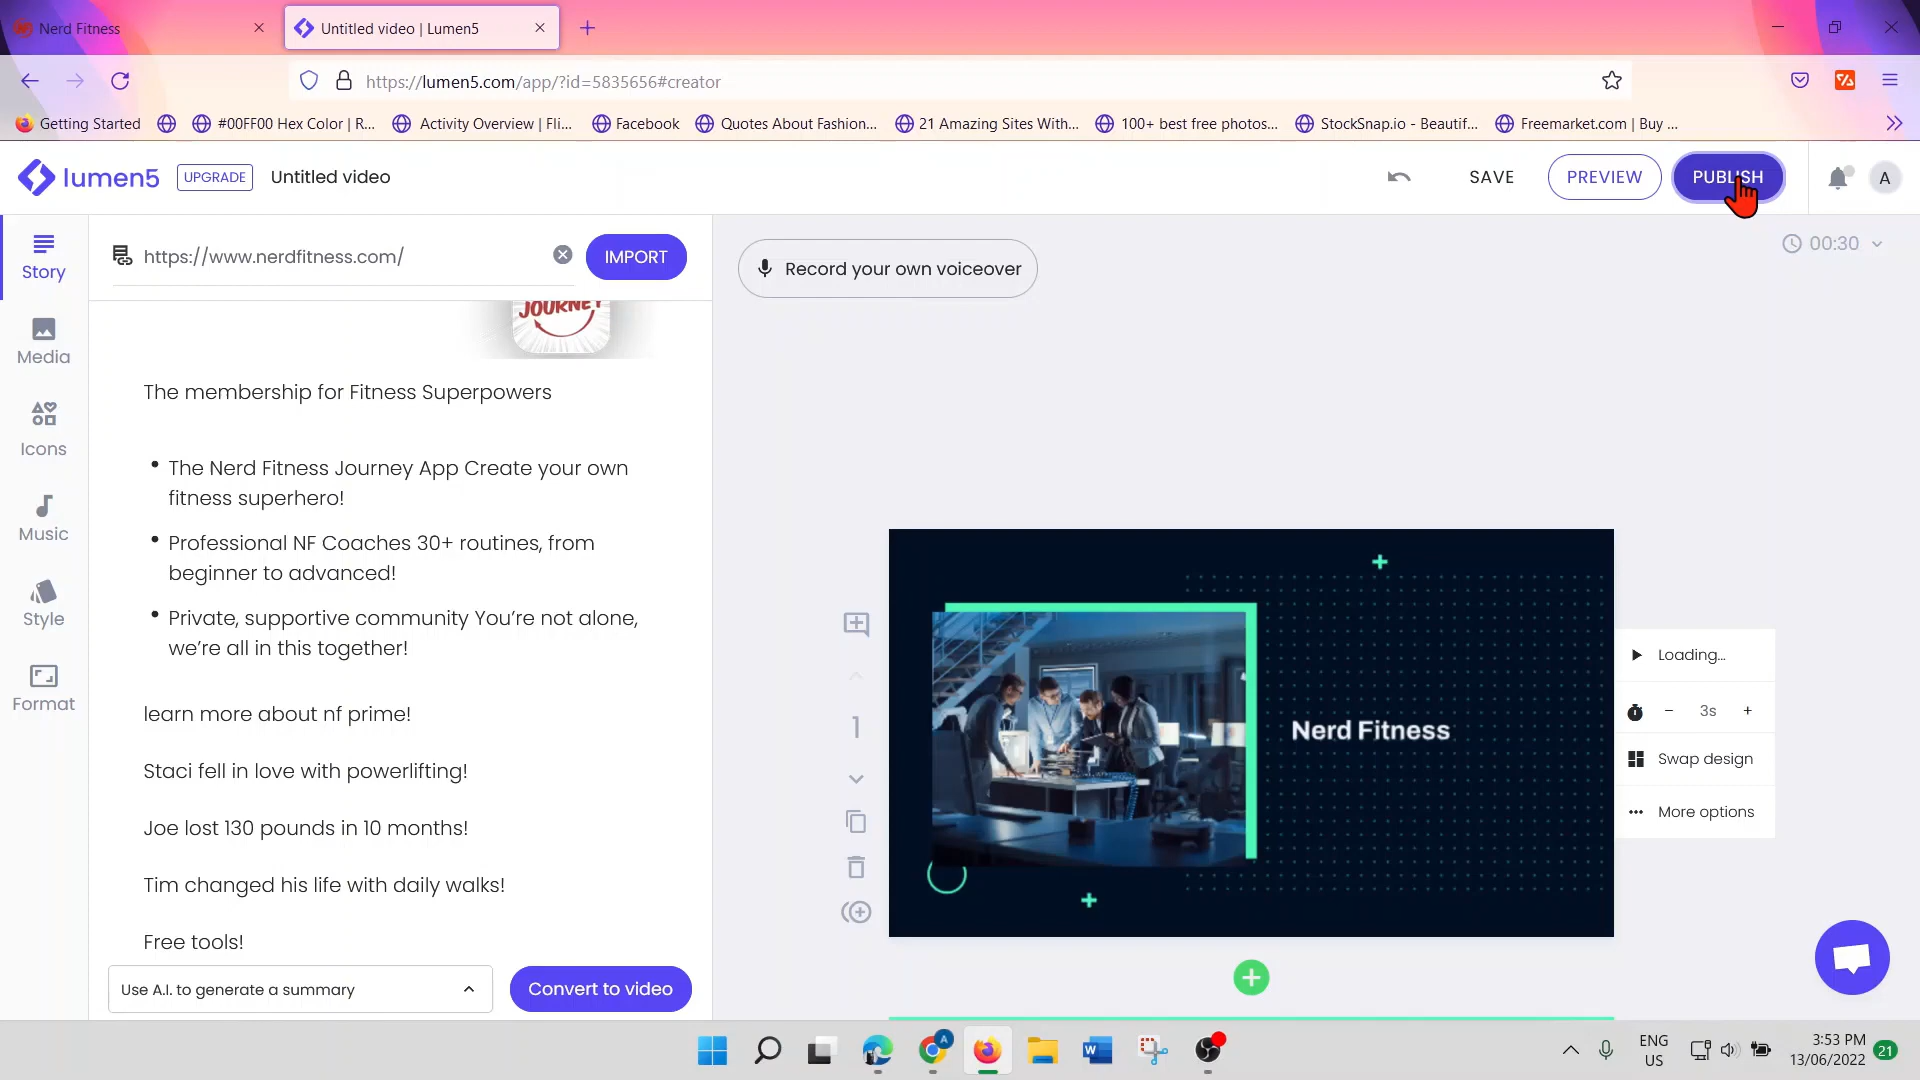 Nerd Fitness
Untitled video | Lumen5
https://lumen5.com/app/?id=5835656#creator
Getting Started
#00FF00 Hex Color | R...
Activity Overview | Fli...
Facebook
Quotes About Fashion...
21 Amazing Sites With...
100+ best free photos...
StockSnap.io - Beautif...
Freemarket.com | Buy ...
lumen5
UPGRADE
Untitled video
SAVE
PREVIEW
PUBLISH
A
Story
Media
Icons
Music
Style
Format
https://www.nerdfitness.com/
IMPORT
JOURNEY
The membership for Fitness Superpowers
• The Nerd Fitness Journey App Create your own
fitness superhero!
• Professional NF Coaches 30+ routines, from
beginner to advanced!
• Private, supportive community You’re not alone,
we’re all in this together!
learn more about nf prime!
Staci fell in love with powerlifting!
Joe lost 130 pounds in 10 months!
Tim changed his life with daily walks!
Free tools!
Use A.I. to generate a summary
Convert to video
Record your own voiceover
00:30
1
Nerd Fitness
Loading...
- 3s +
Swap design
More options
A
W
ENG
US
3:53 PM
13/06/2022
21